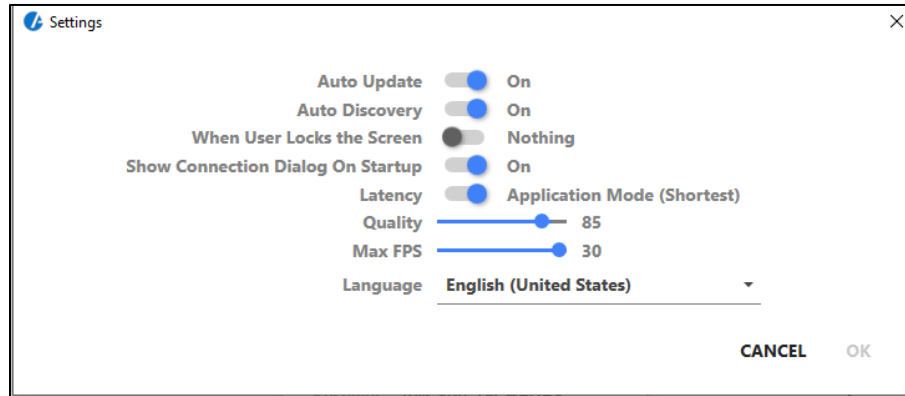 Settings
Auto Update On
Auto Discovery On
When User Locks the Screen Nothing
Show Connection Dialog On Startup On
Latency Application Mode (Shortest)
Quality 85
Max FPS 30
Language English (United States)
CANCEL OK